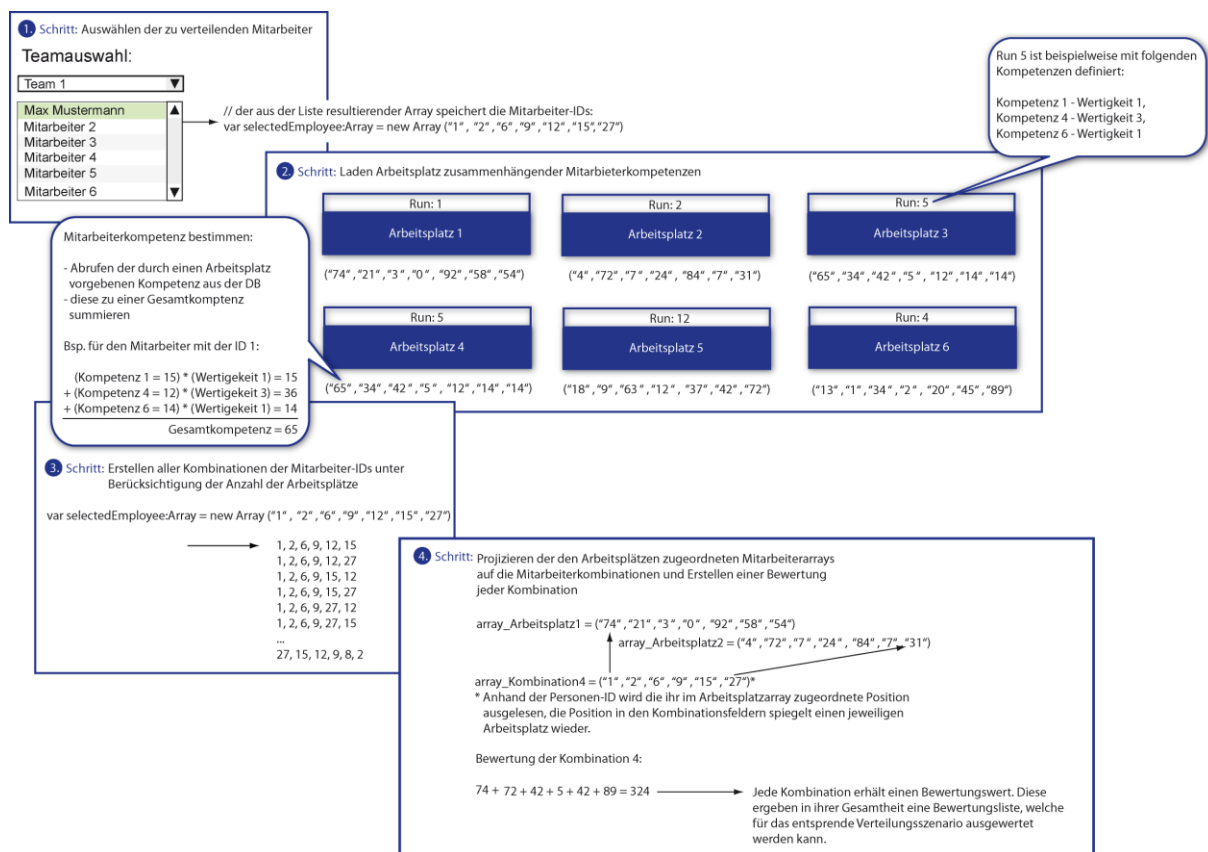 1. Schritt: Auswählen der zu verteilenden Mitarbeiter
Teamauswahl:
Team 1
Max Mustermann
Mitarbeiter 2
Mitarbeiter 3
Mitarbeiter 4
Mitarbeiter 5
Mitarbeiter 6
// der aus der Liste resultierender Array speichert die Mitarbeiter-IDs:
var selectedEmployee:Array = new Array ("1", "2", "6", "9", "12", "15", "27")
Run 5 ist beispielweise mit folgenden
Kompetenzen definiert:
Kompetenz 1 - Wertigkeit 1,
Kompetenz 4 - Wertigkeit 3,
Kompetenz 6 - Wertigkeit 1
2. Schritt: Laden Arbeitsplatz zusammenhängender Mitarbieterkompetenzen
Run: 1
Arbeitsplatz 1
("74", "21", "3", "0", "92", "58", "54")
Run: 2
Arbeitsplatz 2
("4", "72", "7", "24", "84", "7", "31")
Run: 5
Arbeitsplatz 3
("65", "34", "42", "5", "12", "14", "14")
Run: 5
Arbeitsplatz 4
("65", "34", "42", "5", "12", "14", "14")
Run: 12
Arbeitsplatz 5
("18", "9", "63", "12", "37", "42", "72")
Run: 4
Arbeitsplatz 6
("13", "1", "34", "2", "20", "45", "89")
Mitarbeiterkompetenz bestimmen:
- Abrufen der durch einen Arbeitsplatz
vorgebenen Kompetenz aus der DB
- diese zu einer Gesamtkomptenz
summieren
Bsp. für den Mitarbeiter mit der ID 1:
(Kompetenz 1 = 15) * (Wertigekeit 1) = 15
+ (Kompetenz 4 = 12) * (Wertigekeit 3) = 36
+ (Kompetenz 6 = 14) * (Wertigekeit 1) = 14
Gesamtkompetenz = 65
3. Schritt: Erstellen aller Kombinationen der Mitarbeiter-IDs unter
Berücksichtigung der Anzahl der Arbeitsplätze
var selectedEmployee:Array = new Array ("1", "2", "6", "9", "12", "15", "27")
1, 2, 6, 9, 12, 15
1, 2, 6, 9, 12, 27
1, 2, 6, 9, 15, 12
1, 2, 6, 9, 15, 27
1, 2, 6, 9, 27, 12
1, 2, 6, 9, 27, 15
...
27, 15, 12, 9, 8, 2
4. Schritt: Projizieren der den Arbeitsplätzen zugeordneten Mitarbeiterarrays
auf die Mitarbeiterkombinationen und Erstellen einer Bewertung
jeder Kombination
array_Arbeitsplatz1 = ("74", "21", "3", "0", "92", "58", "54")
array_Arbeitsplatz2 = ("4", "72", "7", "24", "84", "7", "31")
array_Kombination4 = ("1", "2", "6", "9", "15", "27")*
* Anhand der Personen-ID wird die ihr im Arbeitsplatzarray zugeordnete Position
ausgelesen, die Position in den Kombinationsfeldern spiegelt einen jeweiligen
Arbeitsplatz wieder.
Bewertung der Kombination 4:
74 + 72 + 42 + 5 + 42 + 89 = 324
Jede Kombination erhält einen Bewertungswert. Diese
ergeben in ihrer Gesamtheit eine Bewertungsliste, welche
für das entsprende Verteilungsszenario ausgewertet
werden kann.